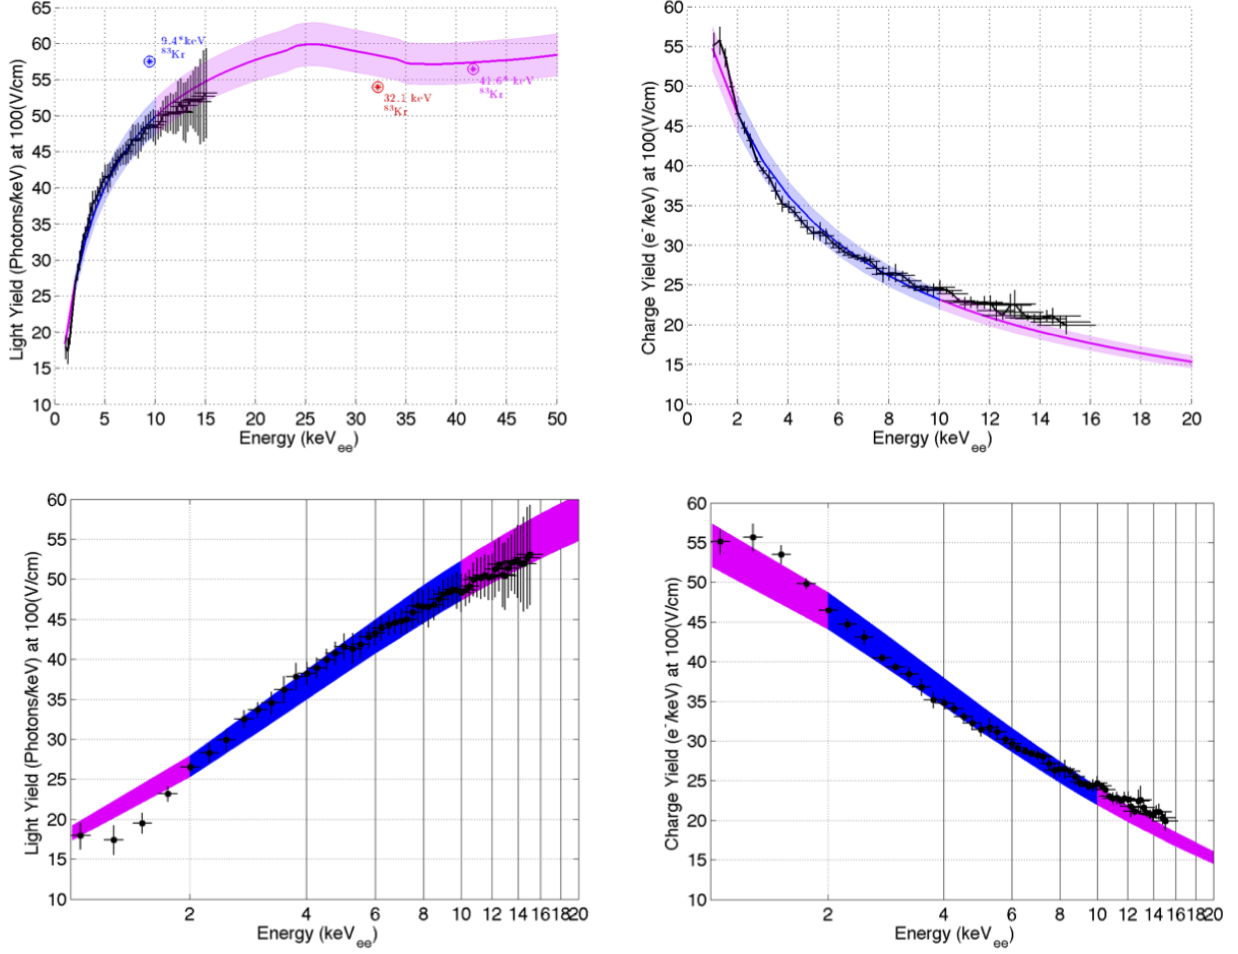 Light Yield (Photons/keV) at 100(V/cm)
65
60
55
50
45
40
35
30
25
20
15
10
0 5 10 15 20 25 30 35 40 45 50
Energy (keVee)
9.4*keV
83Kr
32.1 keV
83Kr
41.6* keV
83Kr
Charge Yield (e-/keV) at 100(V/cm)
60
55
50
45
40
35
30
25
20
15
10
0 2 4 6 8 10 12 14 16 18 20
Energy (keVee)
Light Yield (Photons/keV) at 100(V/cm)
60
55
50
45
40
35
30
25
20
15
10
2 4 6 8 10 12 14 16 18 20
Energy (keVee)
Charge Yield (e-/keV) at 100(V/cm)
60
55
50
45
40
35
30
25
20
15
10
2 4 6 8 10 12 14 16 18 20
Energy (keVee)